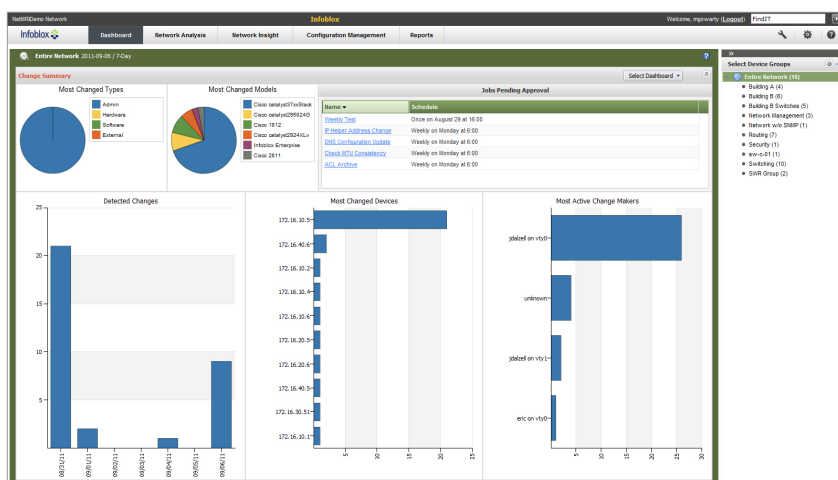 NetMRIDemo Network
Infoblox
Welcome, mgowarty (Logout)
FindIT
Infoblox
Dashboard
Network Analysis
Network Insight
Configuration Management
Reports
Entire Network 2011-09-06 / 7-Day
?
?
»
Select Device Groups
Change Summary
Select Dashboard
Most Changed Types
Admin
Hardware
Software
External
Most Changed Models
Cisco catalyst37xxStack
Cisco catalyst295024G
Cisco 1812
Cisco catalyst2924XLv
Infoblox Enterprise
Cisco 2811
Jobs Pending Approval
Name
Schedule
Weekly Test
Once on August 29 at 16:00
IP Helper Address Change
Weekly on Monday at 6:00
DNS Configuration Update
Weekly on Monday at 6:00
Check MTU Consistency
Weekly on Monday at 6:00
ACL Archive
Weekly on Monday at 6:00
Entire Network (16)
Building A (4)
Building B (6)
Building B Switches (5)
Network Management (3)
Network w/o SNMP (1)
Routing (7)
Security (1)
sw-c-01 (1)
Switching (10)
SWR Group (2)
Detected Changes
25
20
15
10
5
08/31/11
09/01/11
09/02/11
09/03/11
09/04/11
09/05/11
09/06/11
Most Changed Devices
172.16.10.5
172.16.40.6
172.16.10.2
172.16.10.4
172.16.10.6
172.16.20.5
172.16.20.6
172.16.40.5
172.16.30.51
172.16.10.1
5
10
15
20
25
Most Active Change Makers
jdalzell on vty0
unknown
jdalzell on vty1
eric on vty0
5
10
15
20
25
30